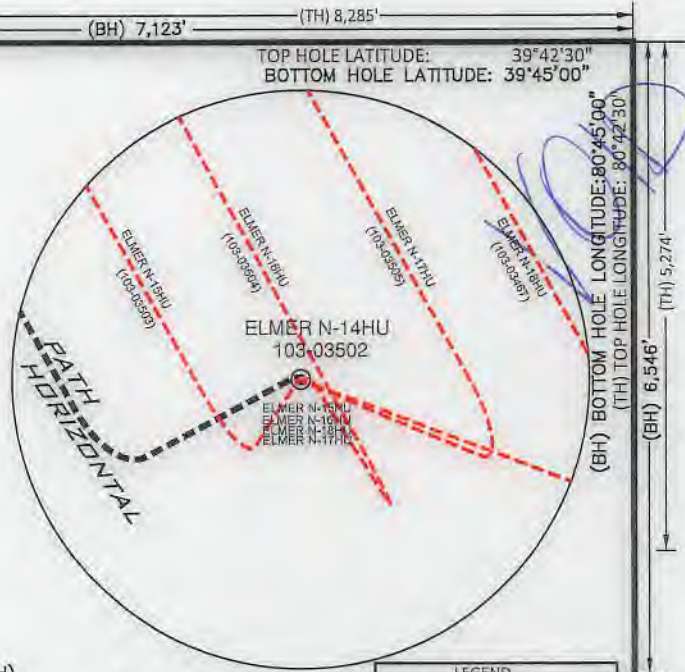 (TH) 8,285'
(BH) 7,123'
TOP HOLE LATITUDE: 39°42'30"
BOTTOM HOLE LATITUDE: 39°45'00"
(BH) BOTTOM HOLE LONGITUDE: 80°45'00"
(TH) TOP HOLE LONGITUDE: 80°42'30"
(TH) 5,274'
(BH) 6,546'
ELMER N-15HU
(103-03503)
ELMER N-16HU
(103-03504)
ELMER N-17HU
(103-03505)
ELMER N-18HU
(103-03467)
ELMER N-14HU
103-03502
ELMER N-15HU
ELMER N-16HU
ELMER N-18HU
ELMER N-17HU
PATH
HORIZONTAL
LEGEND